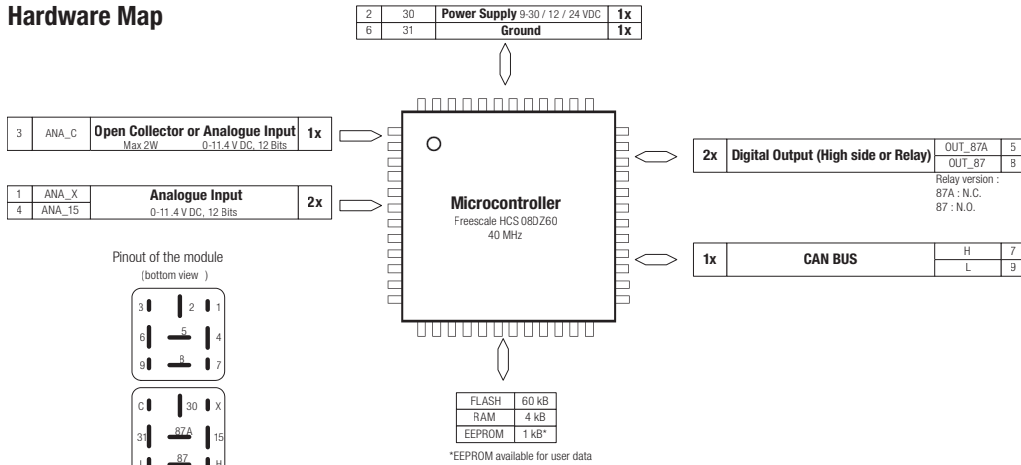 Hardware Map
2 30 Power Supply 9-30 / 12 / 24 VDC 1x
6 31 Ground 1x
3 ANA_C Open Collector or Analogue Input 1x
Max 2W 0-11.4 V DC, 12 Bits
1 ANA_X Analogue Input 2x
4 ANA_15 0-11.4 V DC, 12 Bits
Microcontroller
Freescale HCS 08DZ60
40 MHz
2x Digital Output (High side or Relay) OUT_87A 5
OUT_87 8
Relay version :
87A : N.C.
87 : N.O.
1x CAN BUS H 7
L 9
Pinout of the module
(bottom view )
3 2 1
6 5 4
9 8 7
C 30 X
31 87A 15
L 87 H
FLASH 60 kB
RAM 4 kB
EEPROM 1 kB*
*EEPROM available for user data